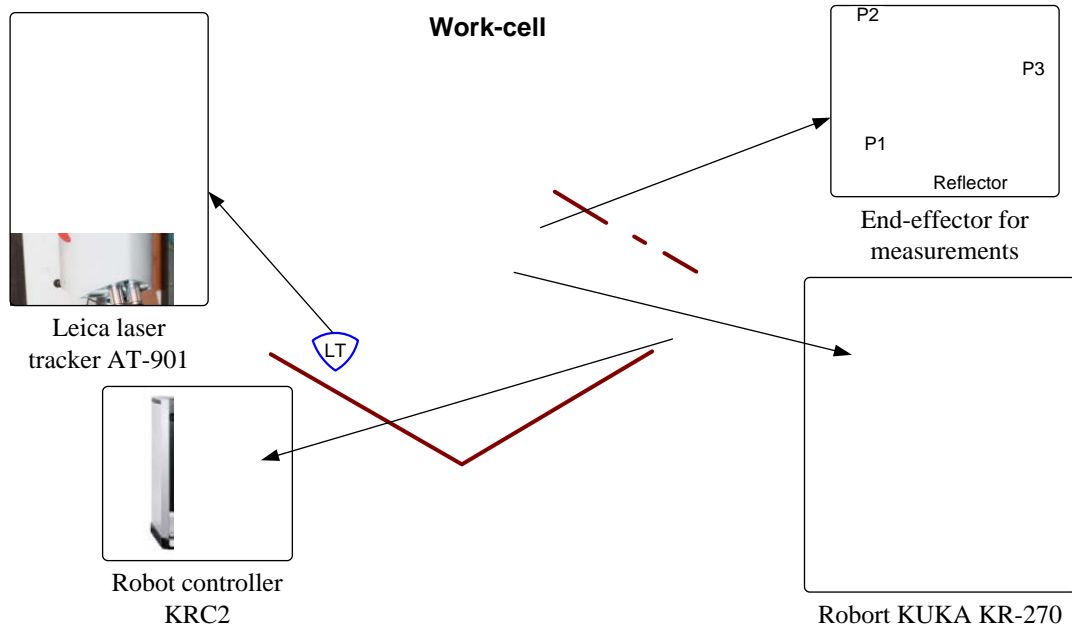 Work-cell
P2
P3
P1
Reflector
End-effector for
measurements
Leica laser
tracker AT-901
LT
Robot controller
KRC2
Robort KUKA KR-270